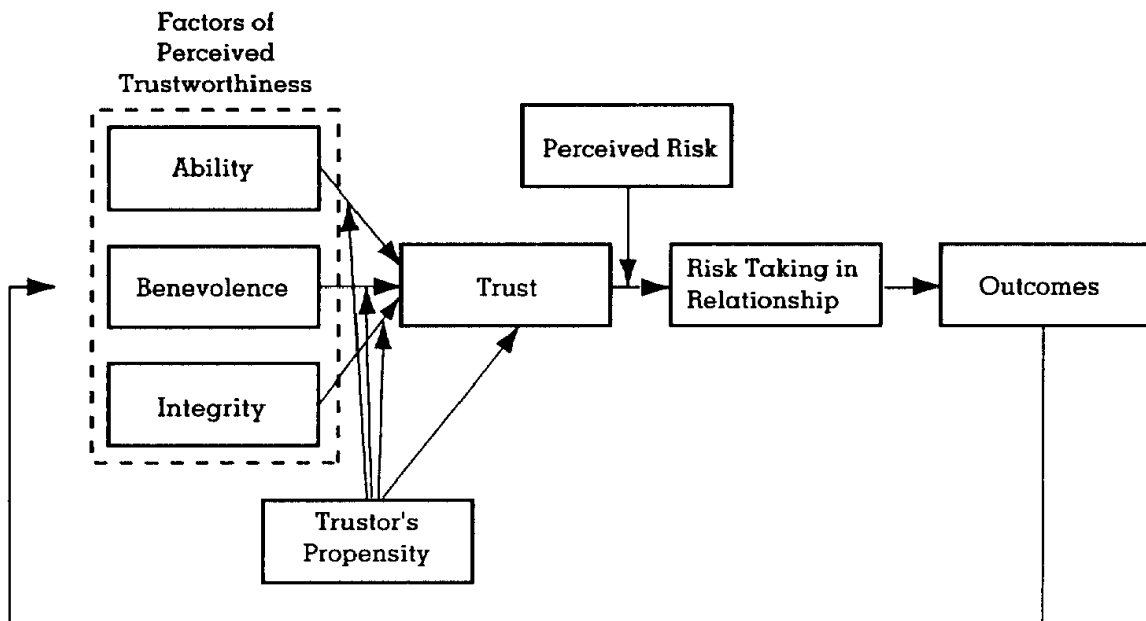 Factors of
Perceived
Trustworthiness
Ability
Perceived Risk
Benevolence
Trust
Risk Taking in
Relationship
Outcomes
Integrity
Trustor's
Propensity